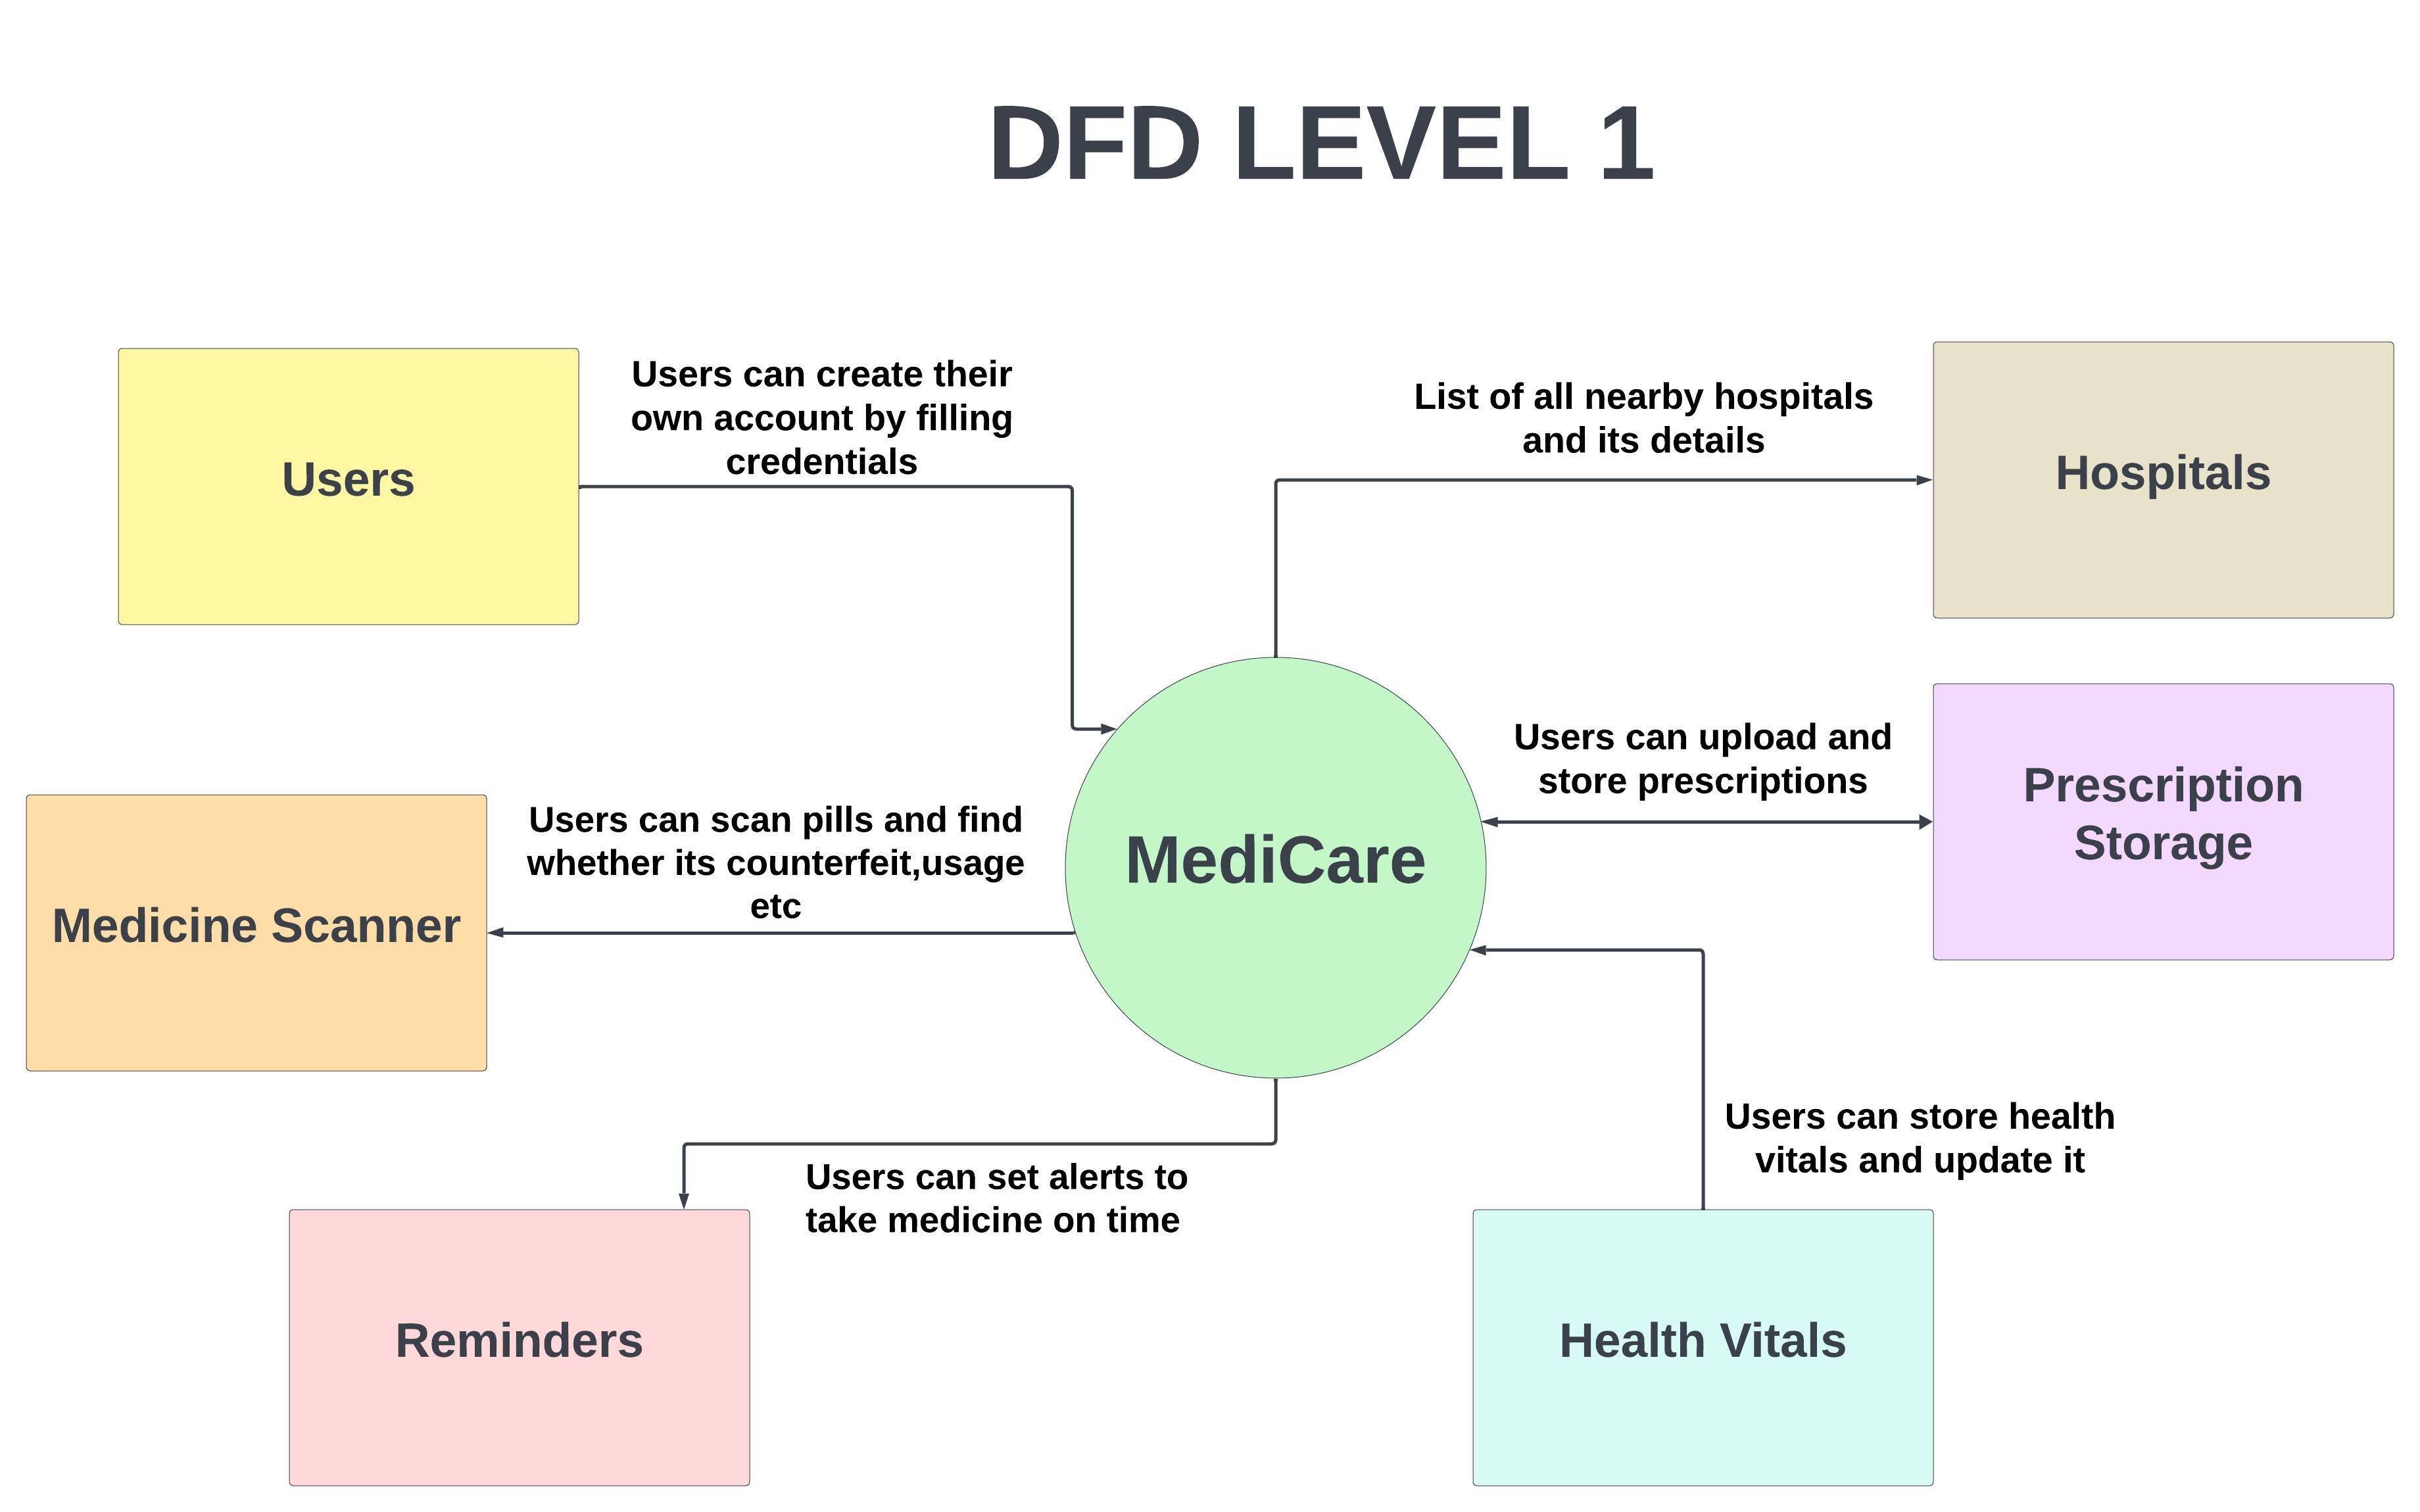 DFD LEVEL 1
Users
Users can create their
own account by filling
credentials
List of all nearby hospitals
and its details
Hospitals
Medicine Scanner
Users can scan pills and find
whether its counterfeit,usage
etc
MediCare
Users can upload and
store prescriptions
Prescription
Storage
Users can set alerts to
take medicine on time
Users can store health
vitals and update it
Reminders
Health Vitals